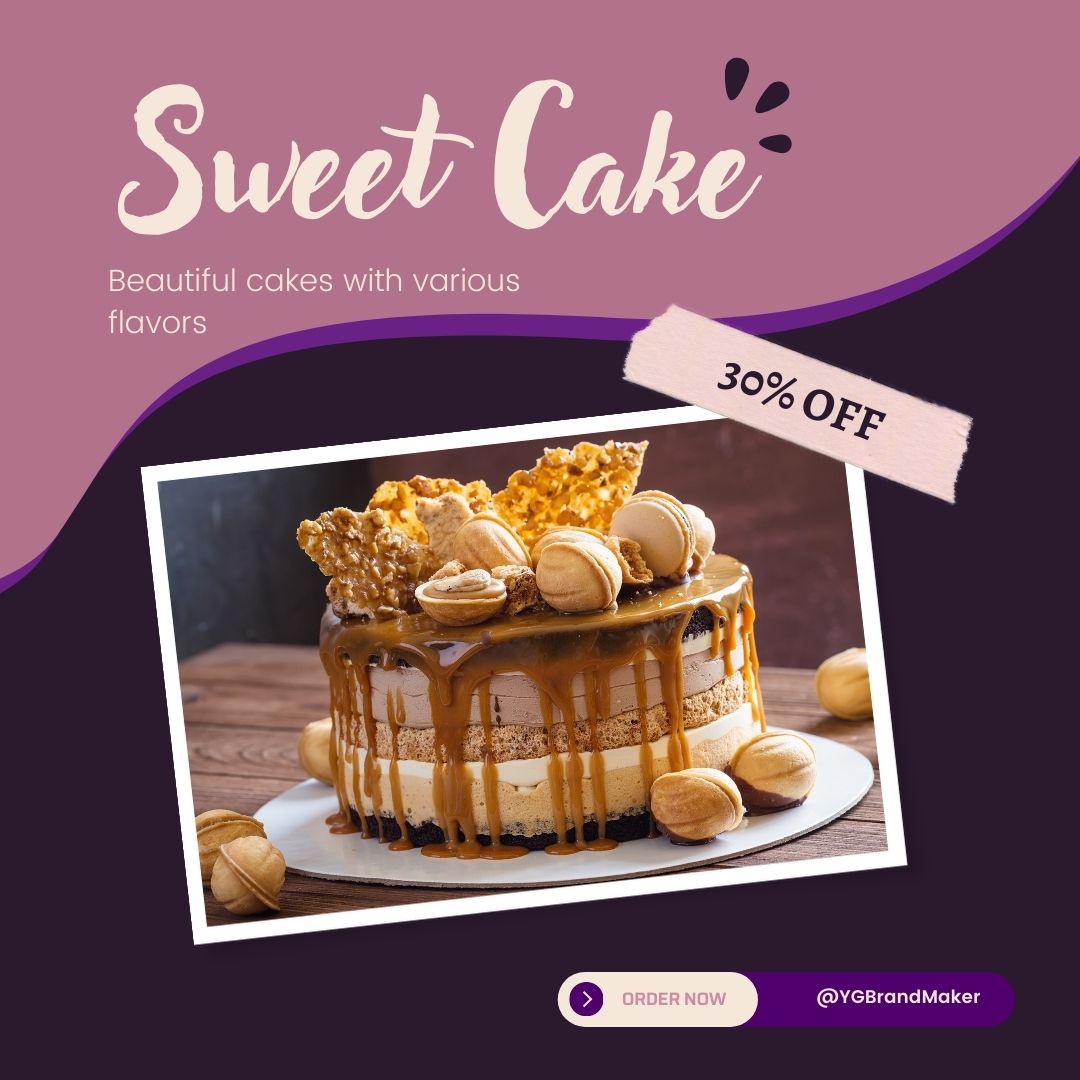 Sweet Cake
Beautiful cakes with various
flavors
30% OFF
ORDER NOW
@YGBrandMaker